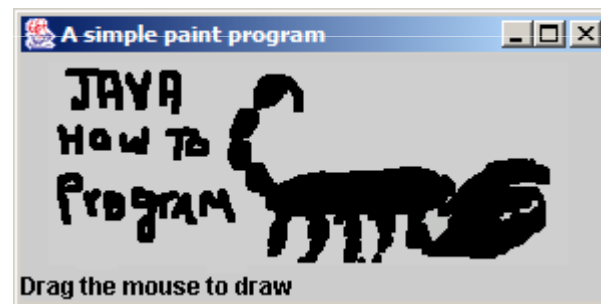 A simple paint program
JAVA
HOW TO
PrOgrAM
Drag the mouse to draw